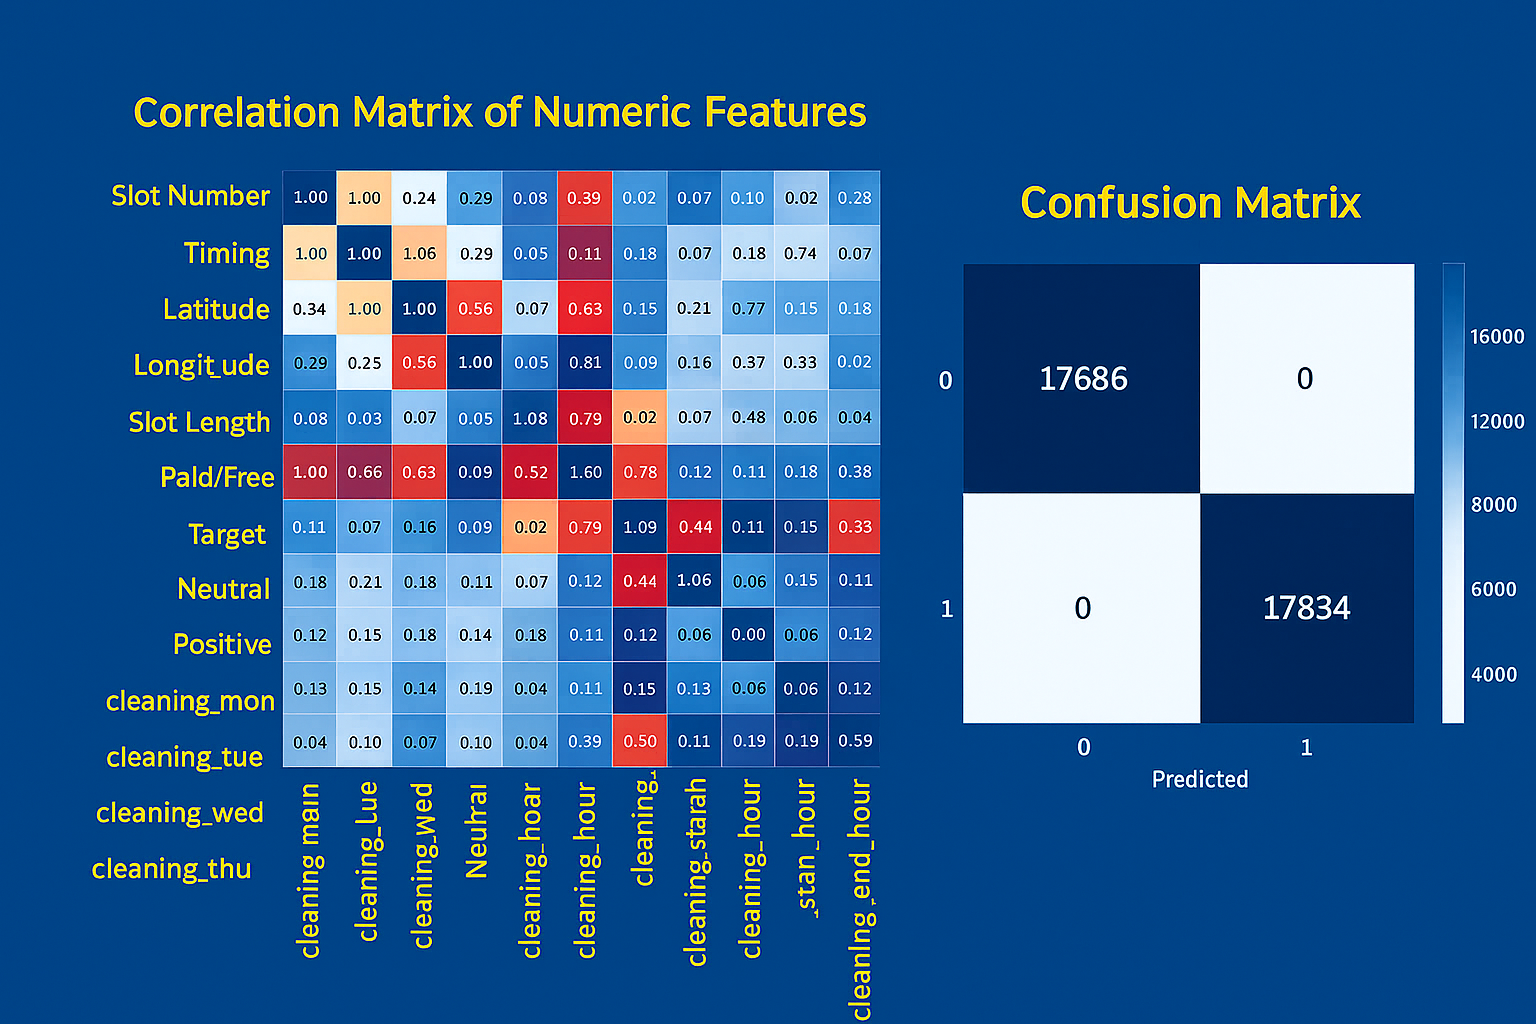 Correlation Matrix of Numeric Features
Slot Number 1.00 1.00 0.24 0.29 0.08 0.39 0.02 0.07 0.10 0.02 0.28
Timing 1.00 1.00 1.06 0.29 0.05 0.11 0.18 0.07 0.18 0.74 0.07
Latitude 0.34 1.00 1.00 0.56 0.07 0.63 0.15 0.21 0.77 0.15 0.18
Longit_ude 0.29 0.25 0.56 1.00 0.05 0.81 0.09 0.16 0.37 0.33 0.02
Slot Length 0.08 0.03 0.07 0.05 1.08 0.79 0.02 0.07 0.48 0.06 0.04
Pald/Free 1.00 0.66 0.63 0.09 0.52 1.60 0.78 0.12 0.11 0.18 0.38
Target 0.11 0.07 0.16 0.09 0.02 0.79 1.09 0.44 0.11 0.15 0.33
Neutral 0.18 0.21 0.18 0.11 0.07 0.12 0.44 1.06 0.06 0.15 0.11
Positive 0.12 0.15 0.18 0.14 0.18 0.11 0.12 0.06 0.00 0.06 0.12
cleaning_mon 0.13 0.15 0.14 0.19 0.04 0.11 0.15 0.13 0.06 0.06 0.12
cleaning_tue 0.04 0.10 0.07 0.10 0.04 0.39 0.50 0.11 0.19 0.19 0.59
cleaning_wed
cleaning_thu
cleaning main
cleaning_Lue
cleaning_wed
Neutral
cleaning_hoar
cleaning_hour
cleaning_
cleaning_starah
cleaning_hour
_stan_hour
cleaning_end_hour
Confusion Matrix
0 17686 0
1 0 17834
0 1
Predicted
16000
12000
8000
6000
4000